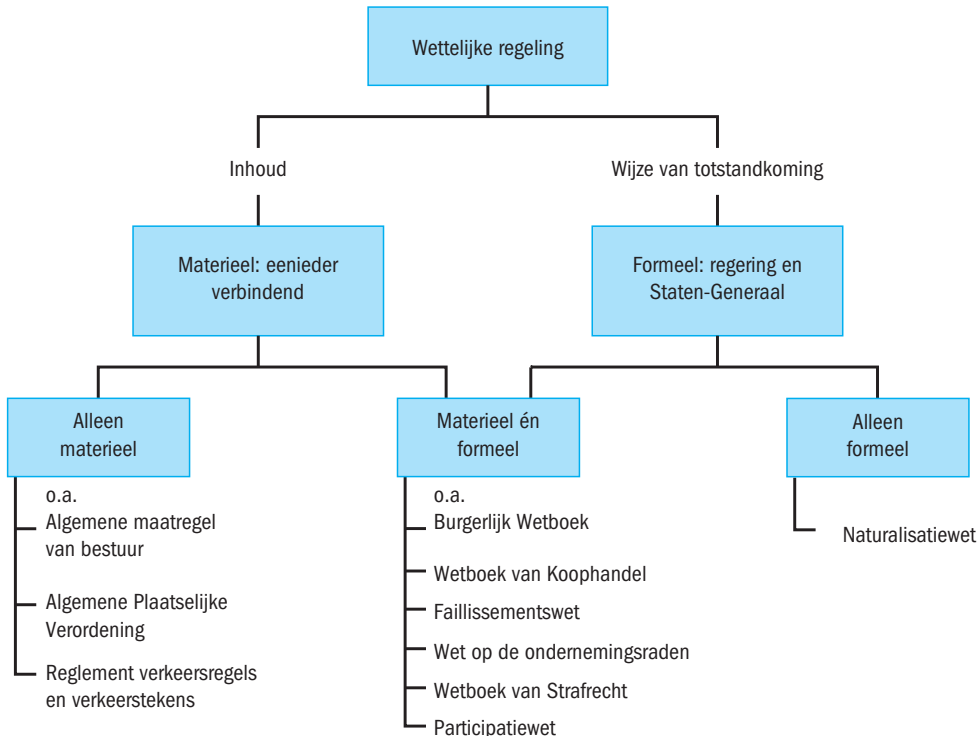 Wettelijke regeling
Inhoud
Wijze van totstandkoming
Materieel: eenieder
verbindend
Formeel: regering en
Staten-Generaal
Alleen
materieel
o.a.
Algemene maatregel
van bestuur
Algemene Plaatselijke
Verordening
Reglement verkeersregels
en verkeerstekens
Materieel én
formeel
o.a.
Burgerlijk Wetboek
Wetboek van Koophandel
Faillissementswet
Wet op de ondernemingsraden
Wetboek van Strafrecht
Participatiewet
Alleen
formeel
Naturalisatiewet